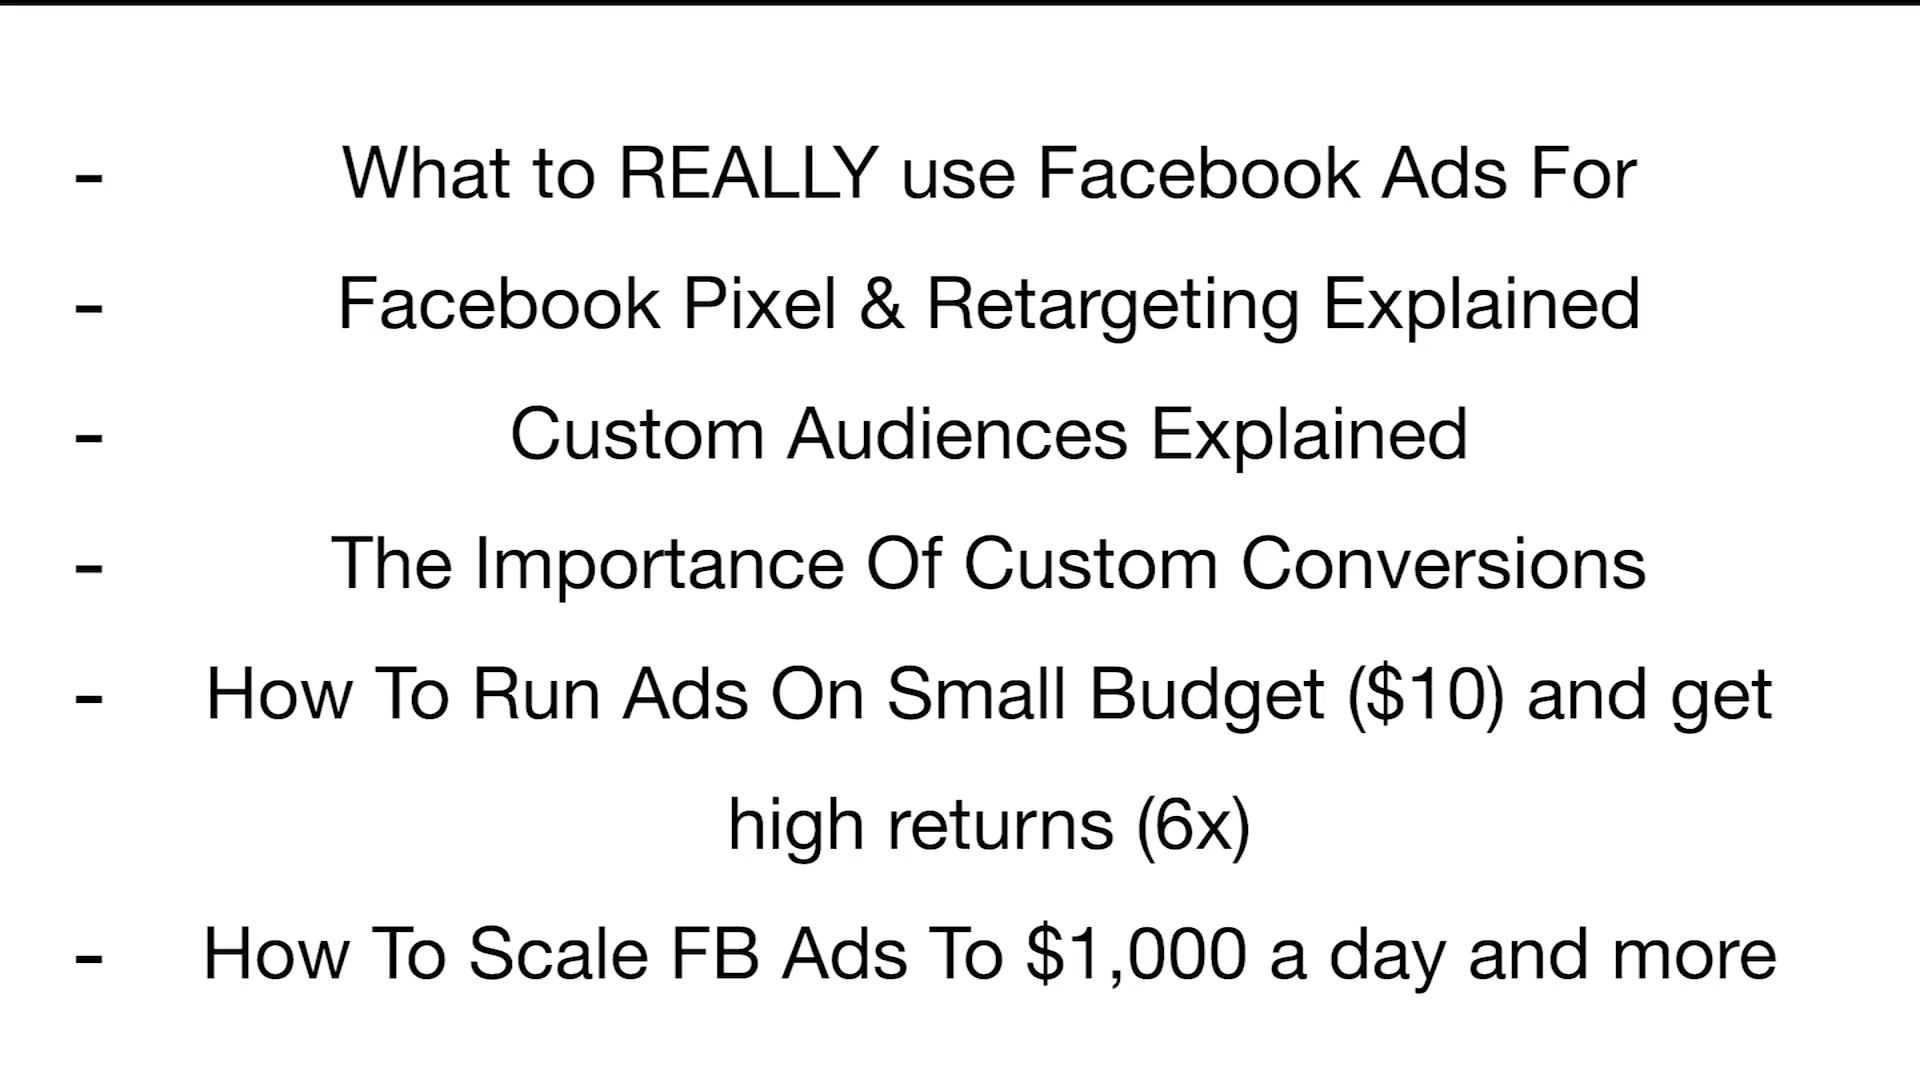 - What to REALLY use Facebook Ads For
- Facebook Pixel & Retargeting Explained
- Custom Audiences Explained
- The Importance Of Custom Conversions
- How To Run Ads On Small Budget ($10) and get
high returns (6x)
- How To Scale FB Ads To $1,000 a day and more